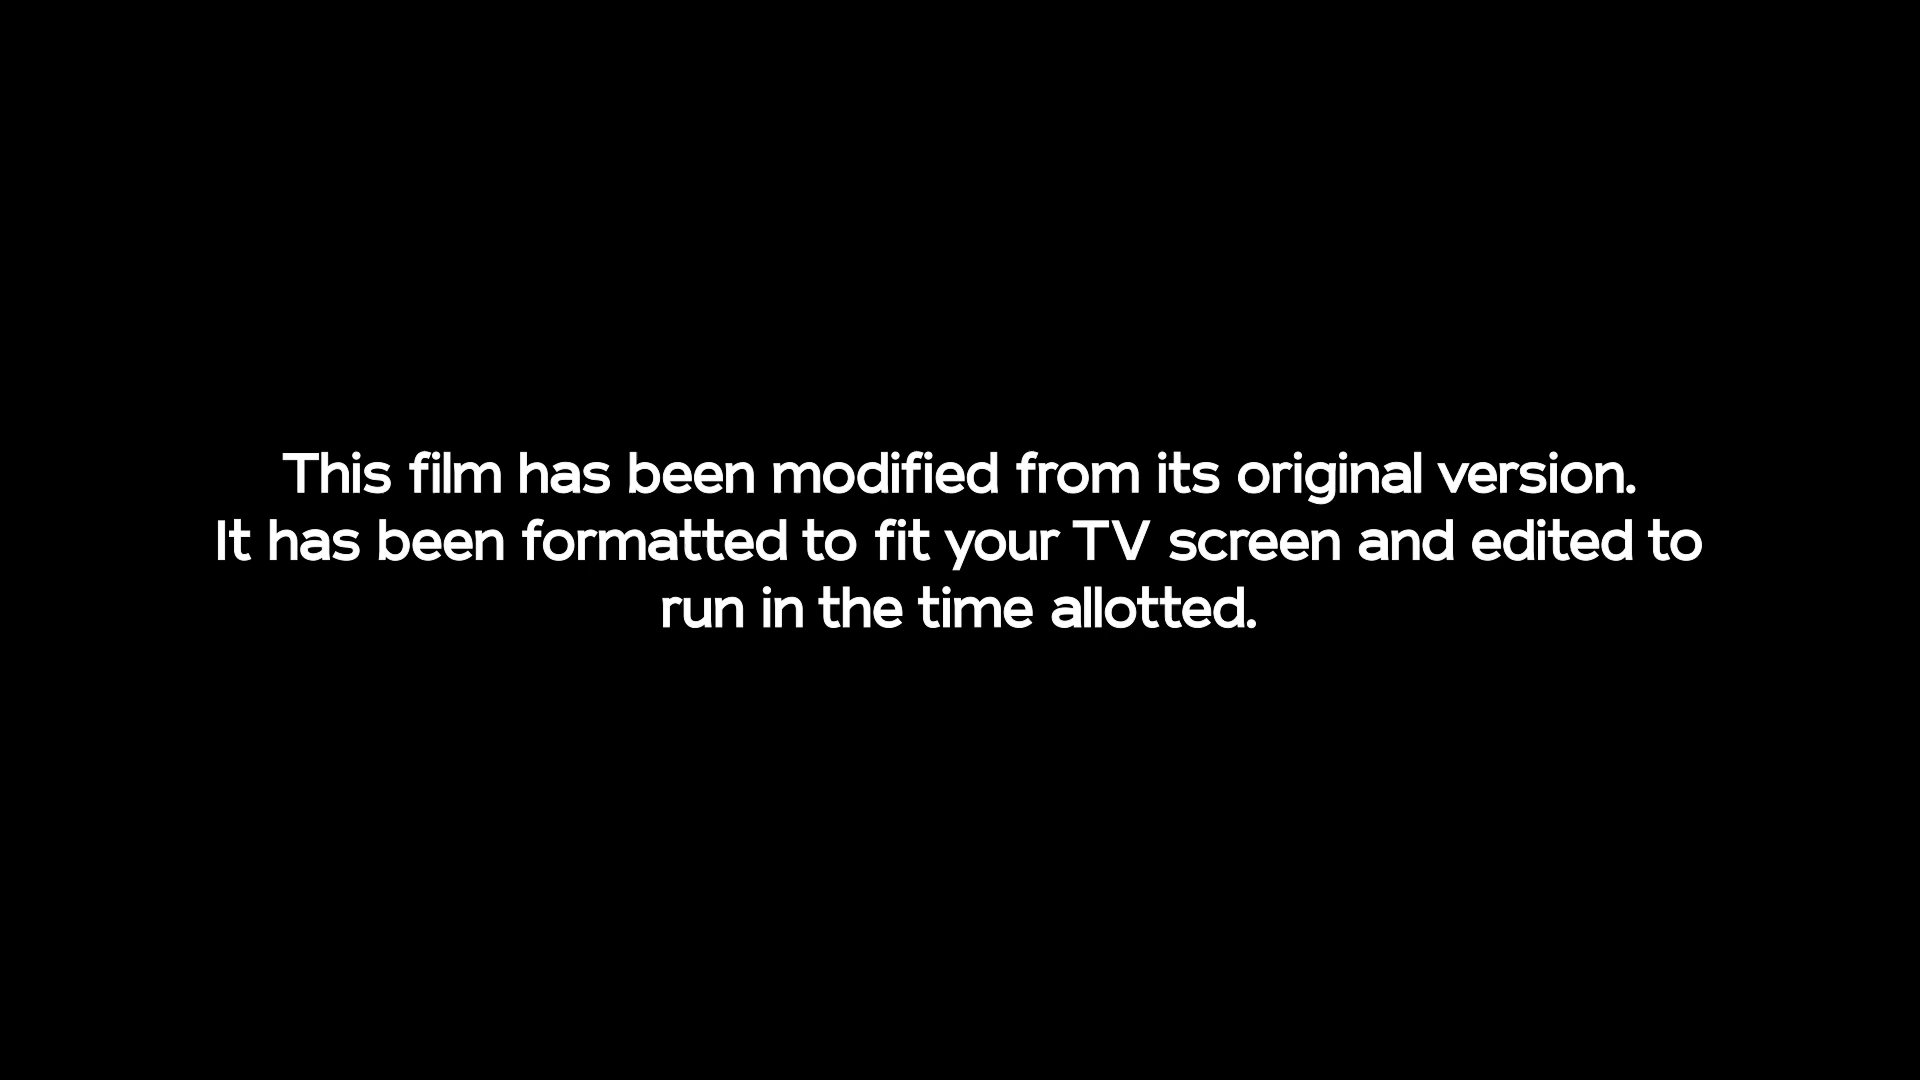 This film has been modified from its original version.
It has been formatted to fit your TV screen and edited to
run in the time allotted.